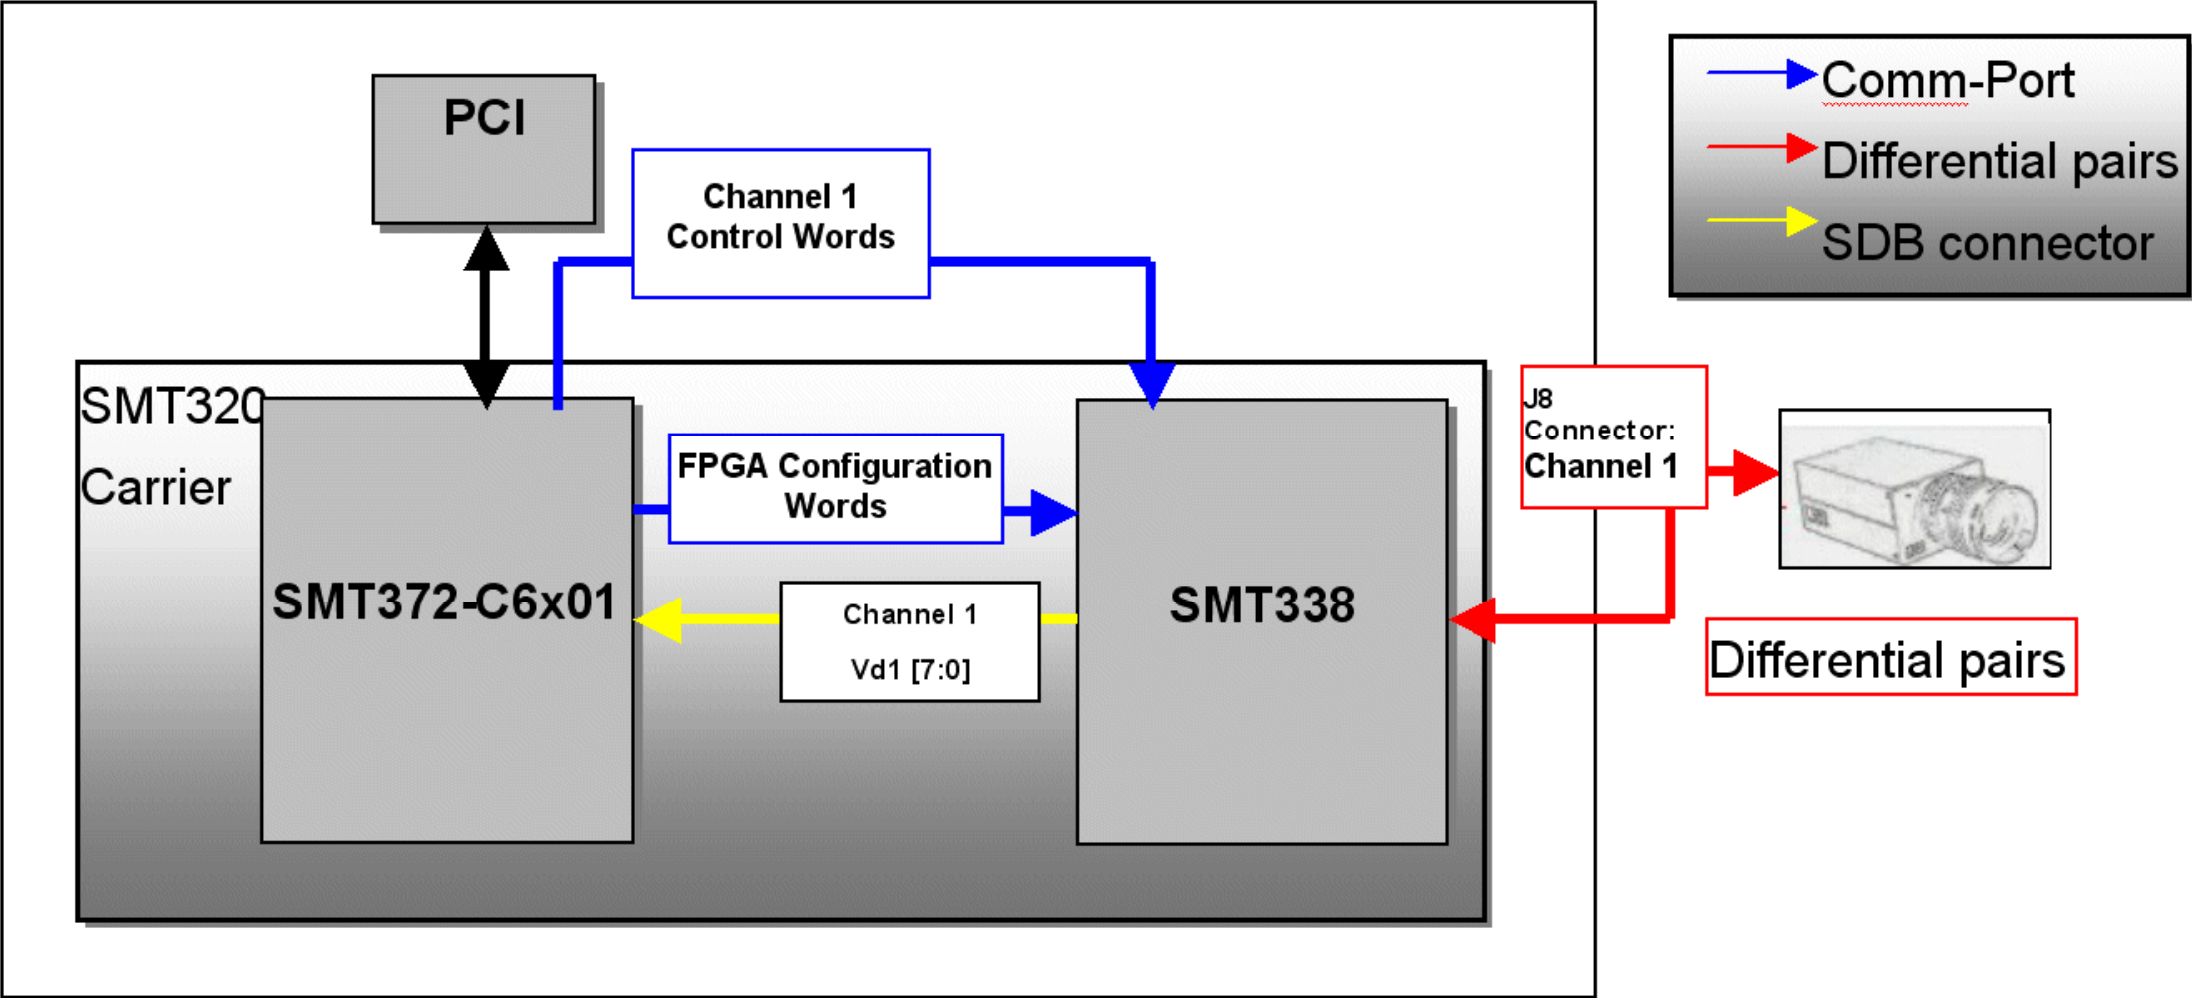 PCI
Channel 1
Control Words
Comm-Port
Differential pairs
SDB connector
SMT320
Carrier
SMT372-C6x01
FPGA Configuration
Words
Channel 1
Vd1 [7:0]
SMT338
J8
Connector:
Channel 1
Differential pairs